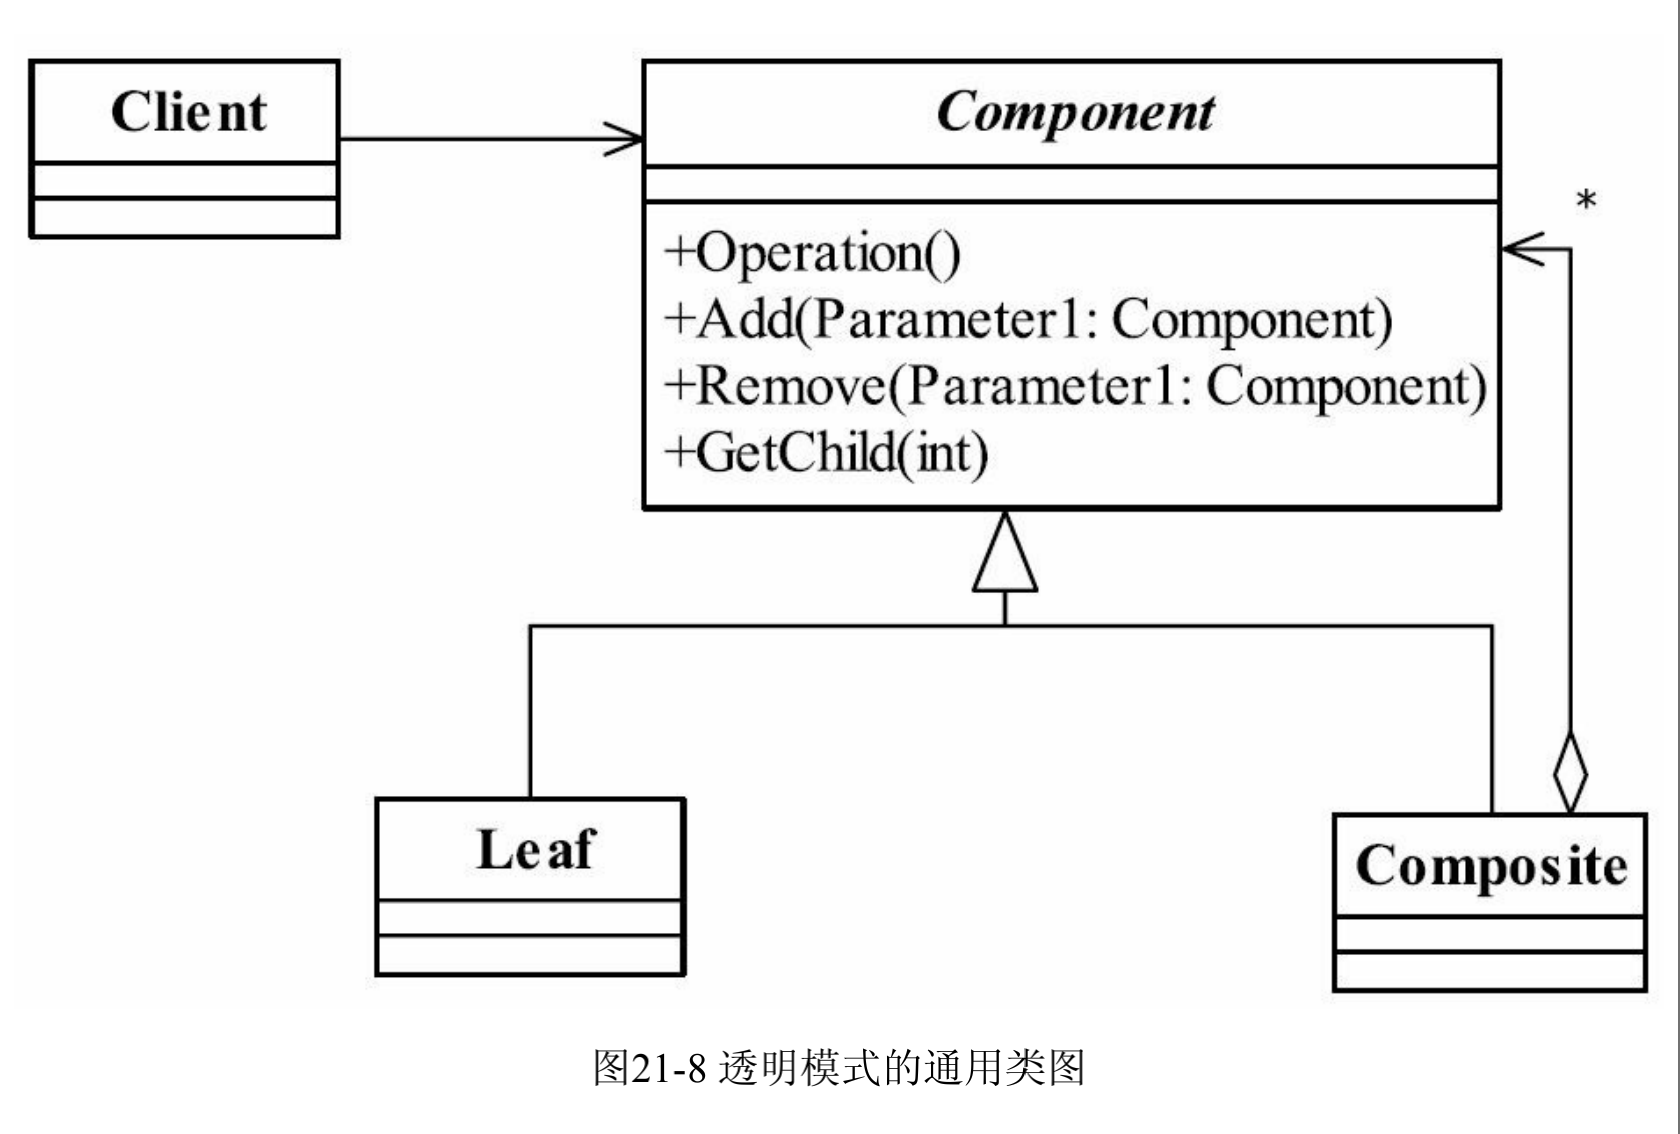 Client
Component
*
+Operation()
+Add(Parameter1: Component)
+Remove(Parameter1: Component)
+GetChild(int)
Leaf
Composite
图21-8 透明模式的通用类图